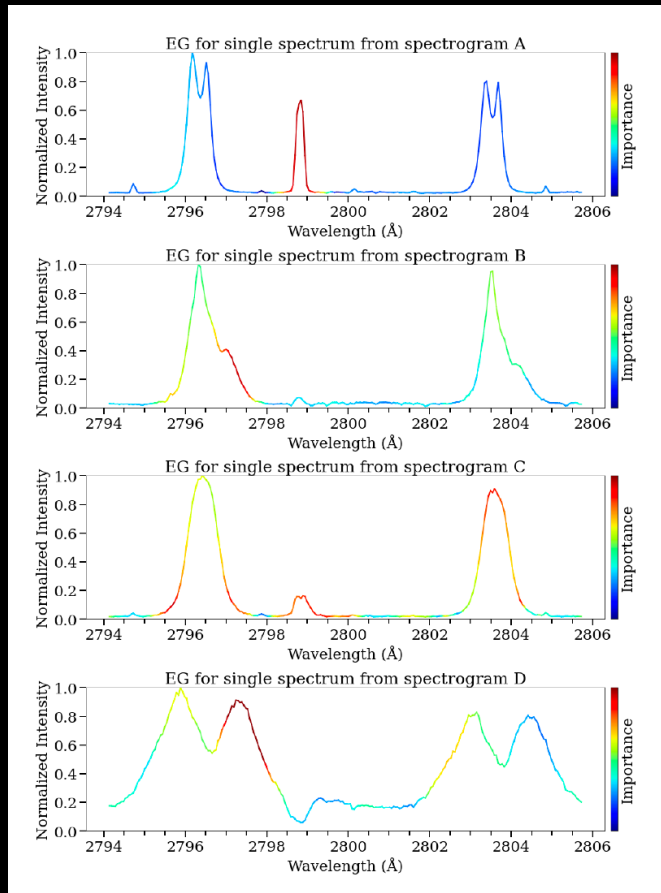 EG for single spectrum from spectrogram A
Normalized Intensity
1.0
0.8
0.6
0.4
0.2
0.0
2794 2796 2798 2800 2802 2804 2806
Wavelength (Å)
Importance
EG for single spectrum from spectrogram B
Normalized Intensity
1.0
0.8
0.6
0.4
0.2
0.0
2794 2796 2798 2800 2802 2804 2806
Wavelength (Å)
Importance
EG for single spectrum from spectrogram C
Normalized Intensity
1.0
0.8
0.6
0.4
0.2
0.0
2794 2796 2798 2800 2802 2804 2806
Wavelength (Å)
Importance
EG for single spectrum from spectrogram D
Normalized Intensity
1.0
0.8
0.6
0.4
0.2
0.0
2794 2796 2798 2800 2802 2804 2806
Wavelength (Å)
Importance